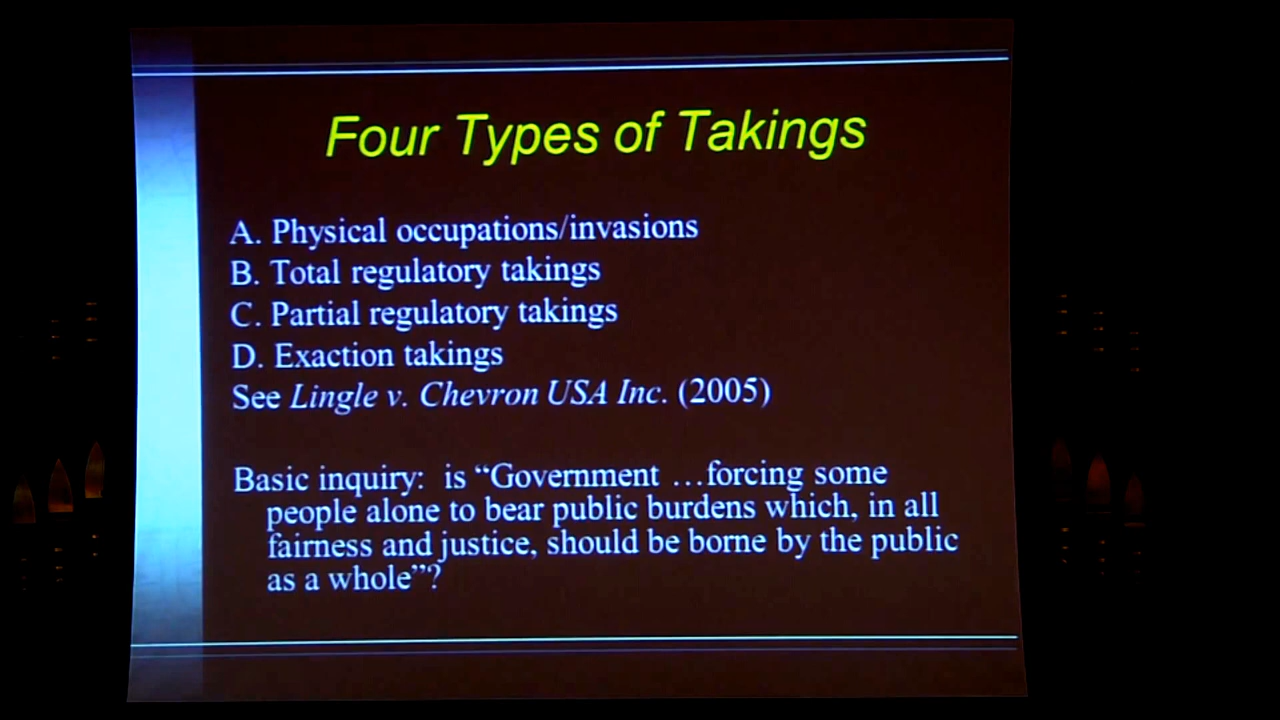 Four Types of Takings
A. Physical occupations/invasions
B. Total regulatory takings
C. Partial regulatory takings
D. Exaction takings
See Lingle v. Chevron USA Inc. (2005)
Basic inquiry: is “Government …forcing some
people alone to bear public burdens which, in all
fairness and justice, should be borne by the public
as a whole”?